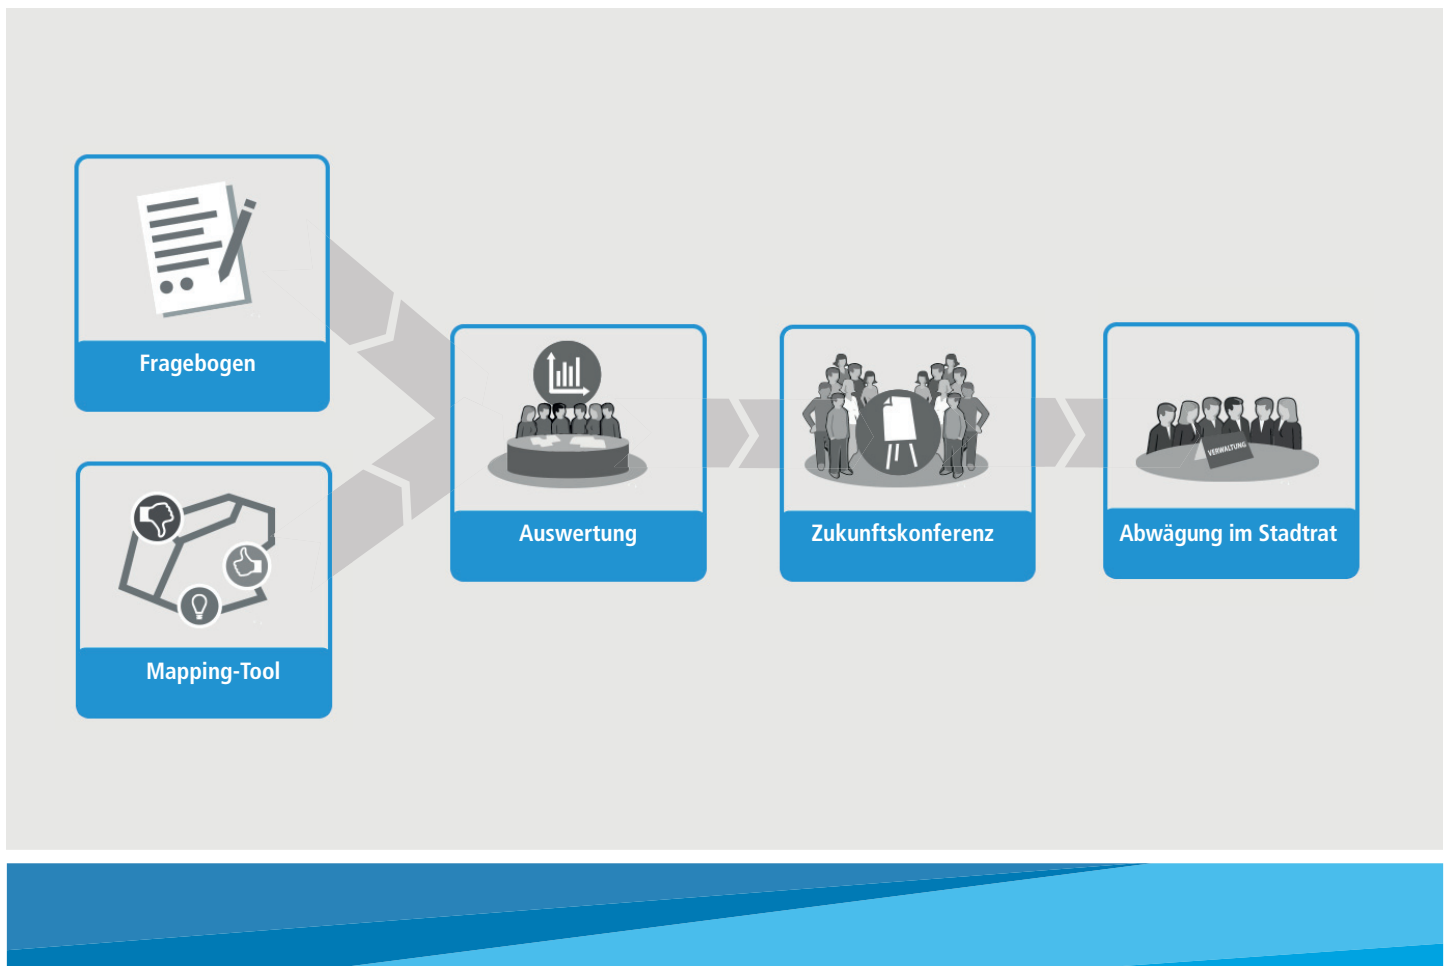 Fragebogen
Mapping-Tool
Auswertung
Zukunftskonferenz
VERWALTUNG
Abwägung im Stadtrat